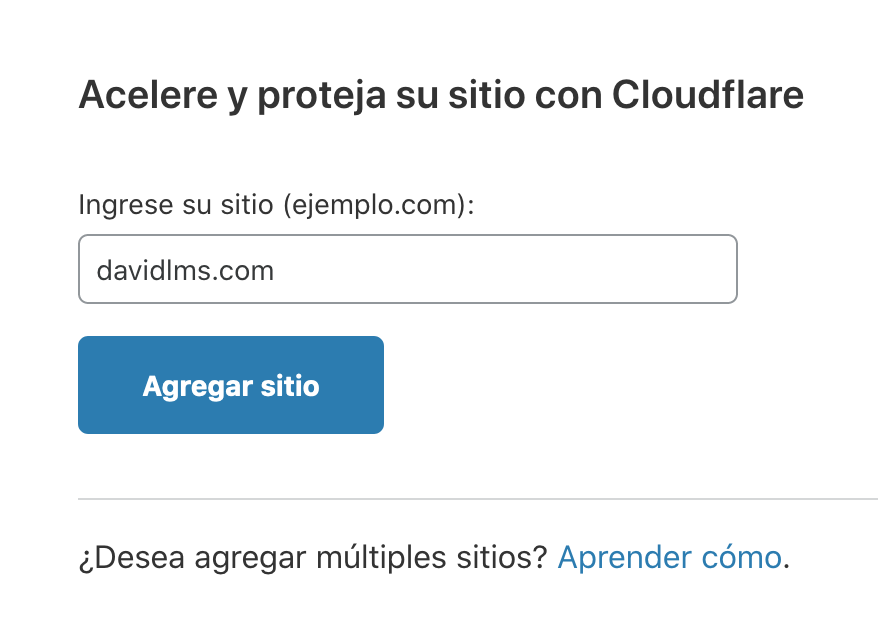 Acelere y proteja su sitio con Cloudflare
Ingrese su sitio (ejemplo.com):
davidlms.com
Agregar sitio
¿Desea agregar múltiples sitios? Aprender cómo.